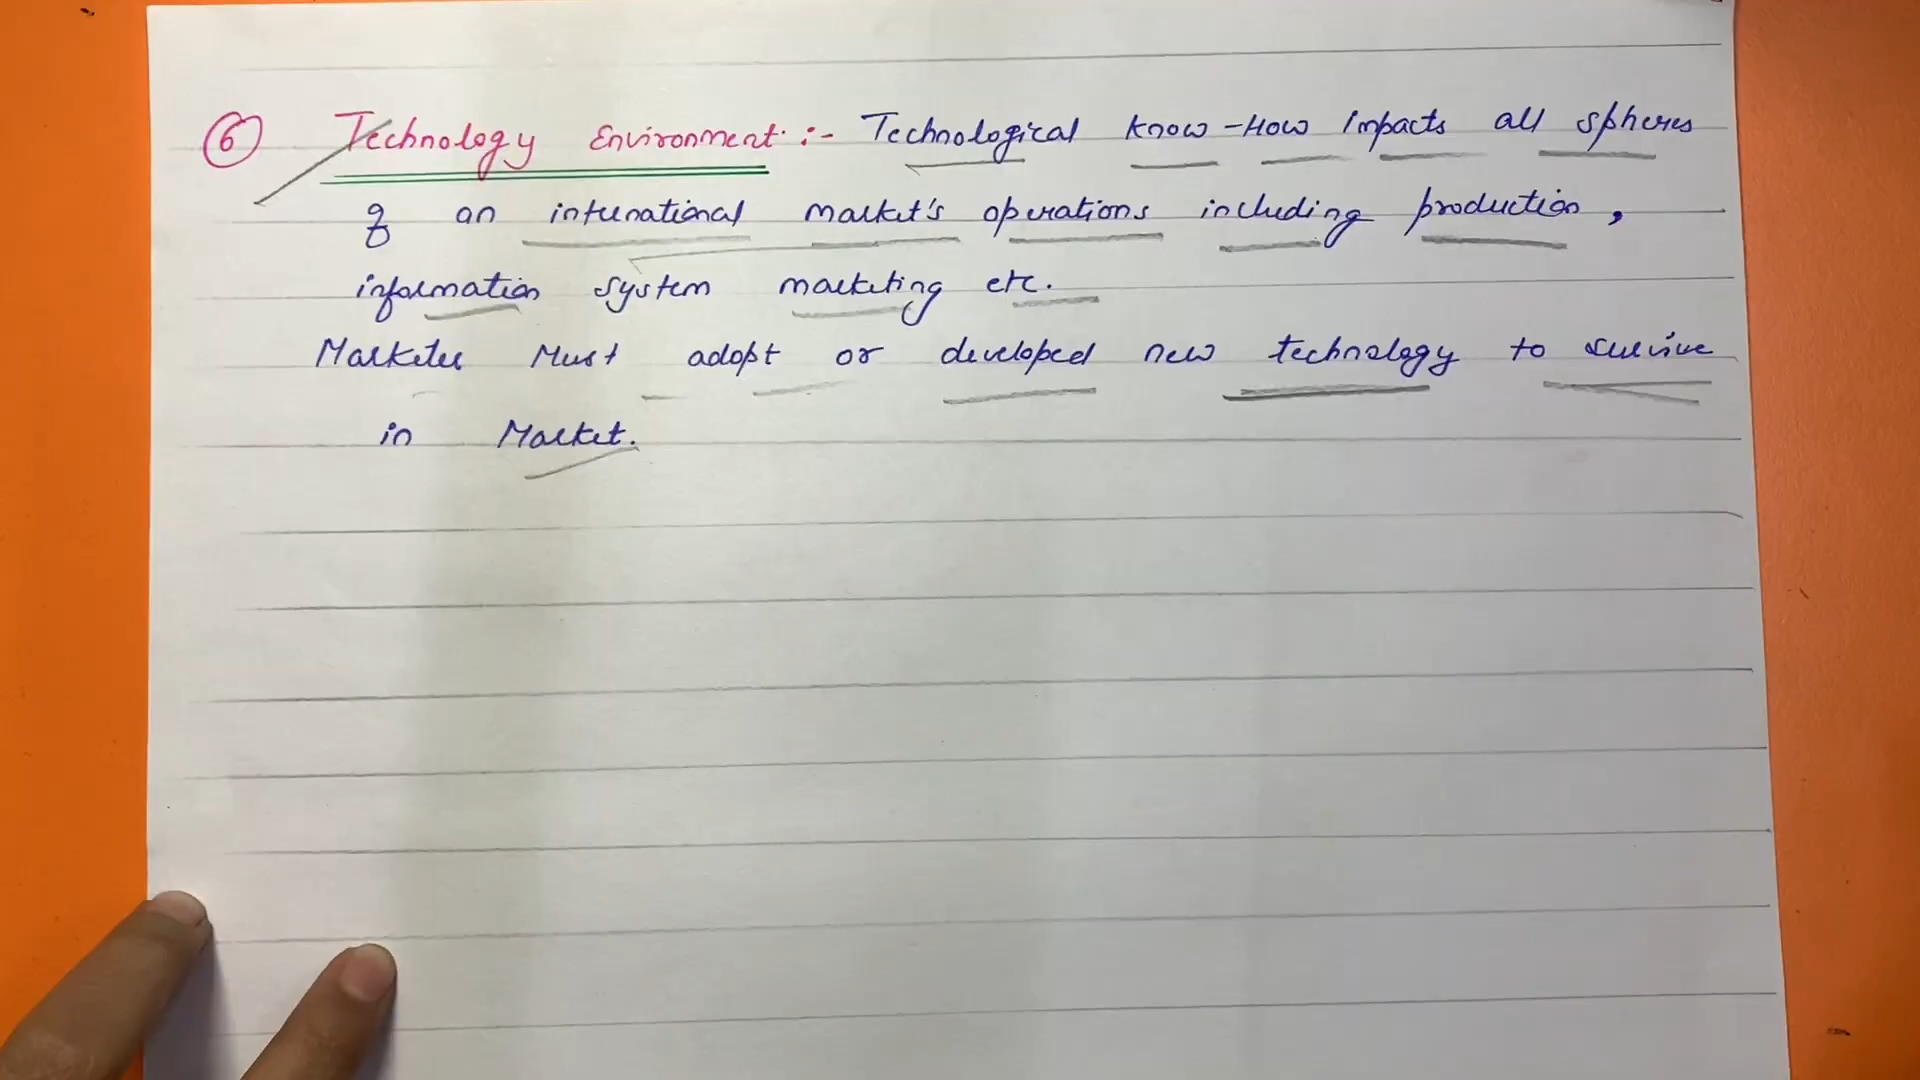 6 Technology Environment :- Technological Know-How impacts all spheres
of an international market's operations including production,
information system marketing etc.
Marketer Must adopt or developed new technology to survive
in Market.